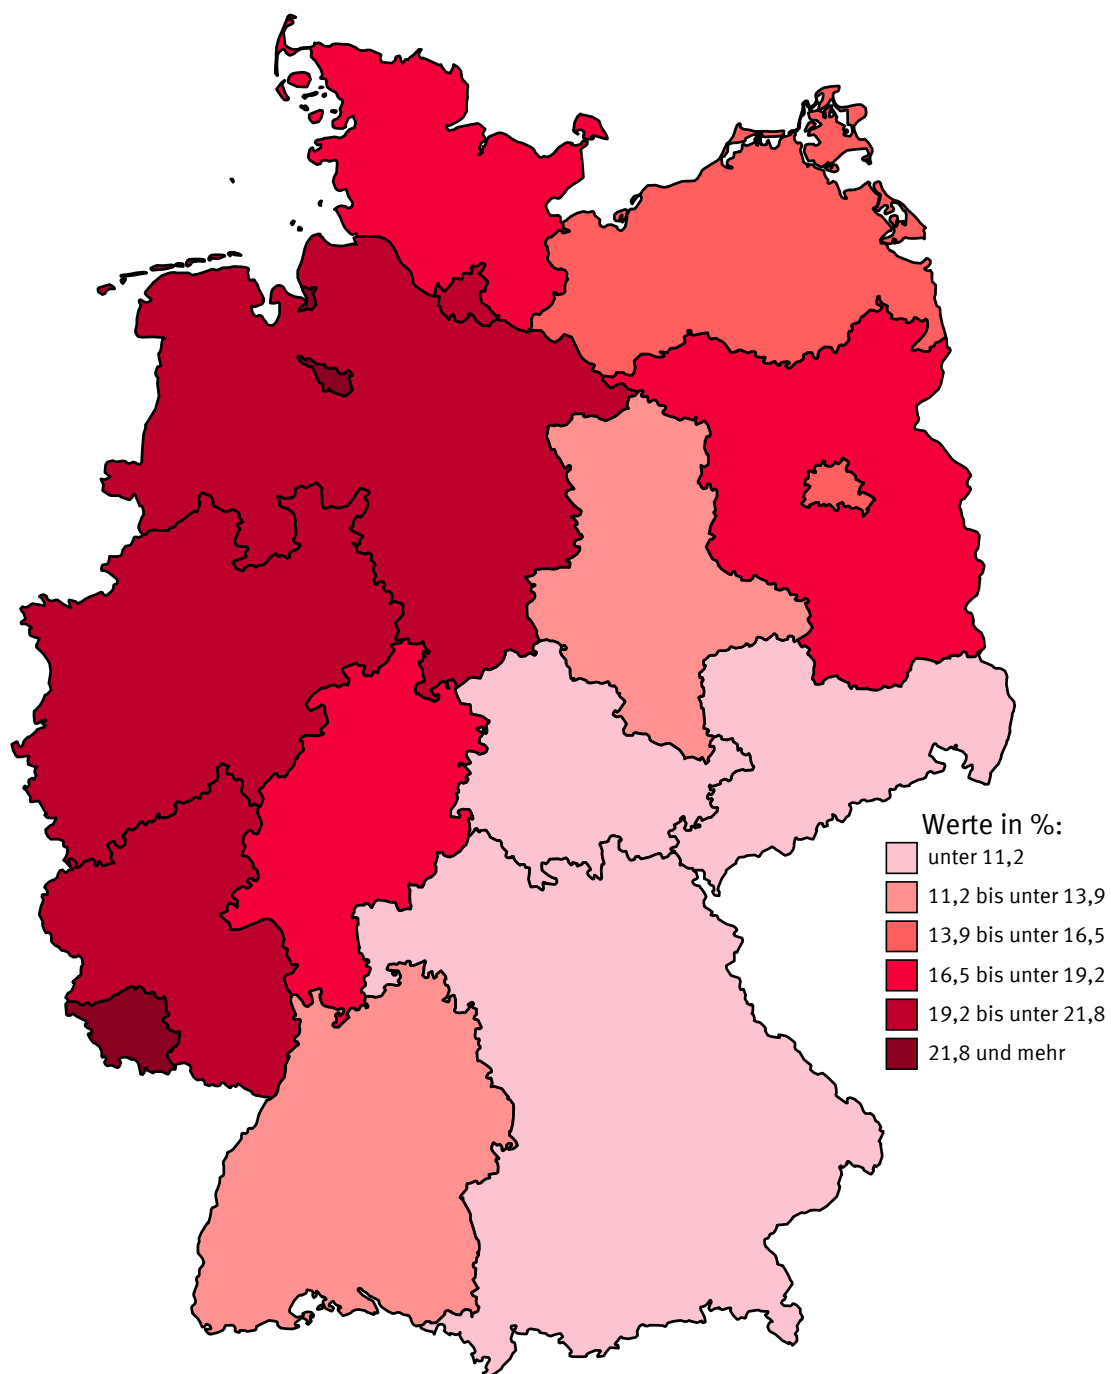 Werte in %:
unter 11,2
11,2 bis unter 13,9
13,9 bis unter 16,5
16,5 bis unter 19,2
19,2 bis unter 21,8
21,8 und mehr